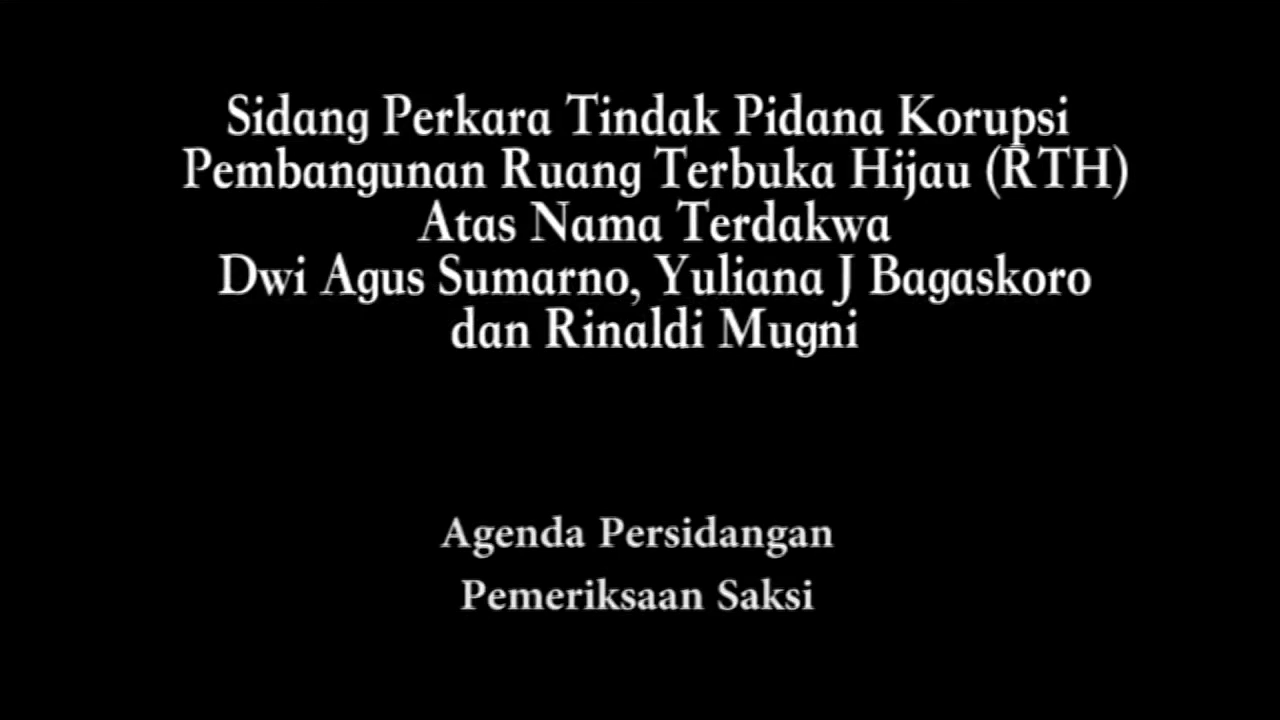 Sidang Perkara Tindak Pidana Korupsi
Pembangunan Ruang Terbuka Hijau (RTH)
Atas Nama Terdakwa
Dwi Agus Sumarno, Yuliana J Bagaskoro
dan Rinaldi Mugni
Agenda Persidangan
Pemeriksaan Saksi